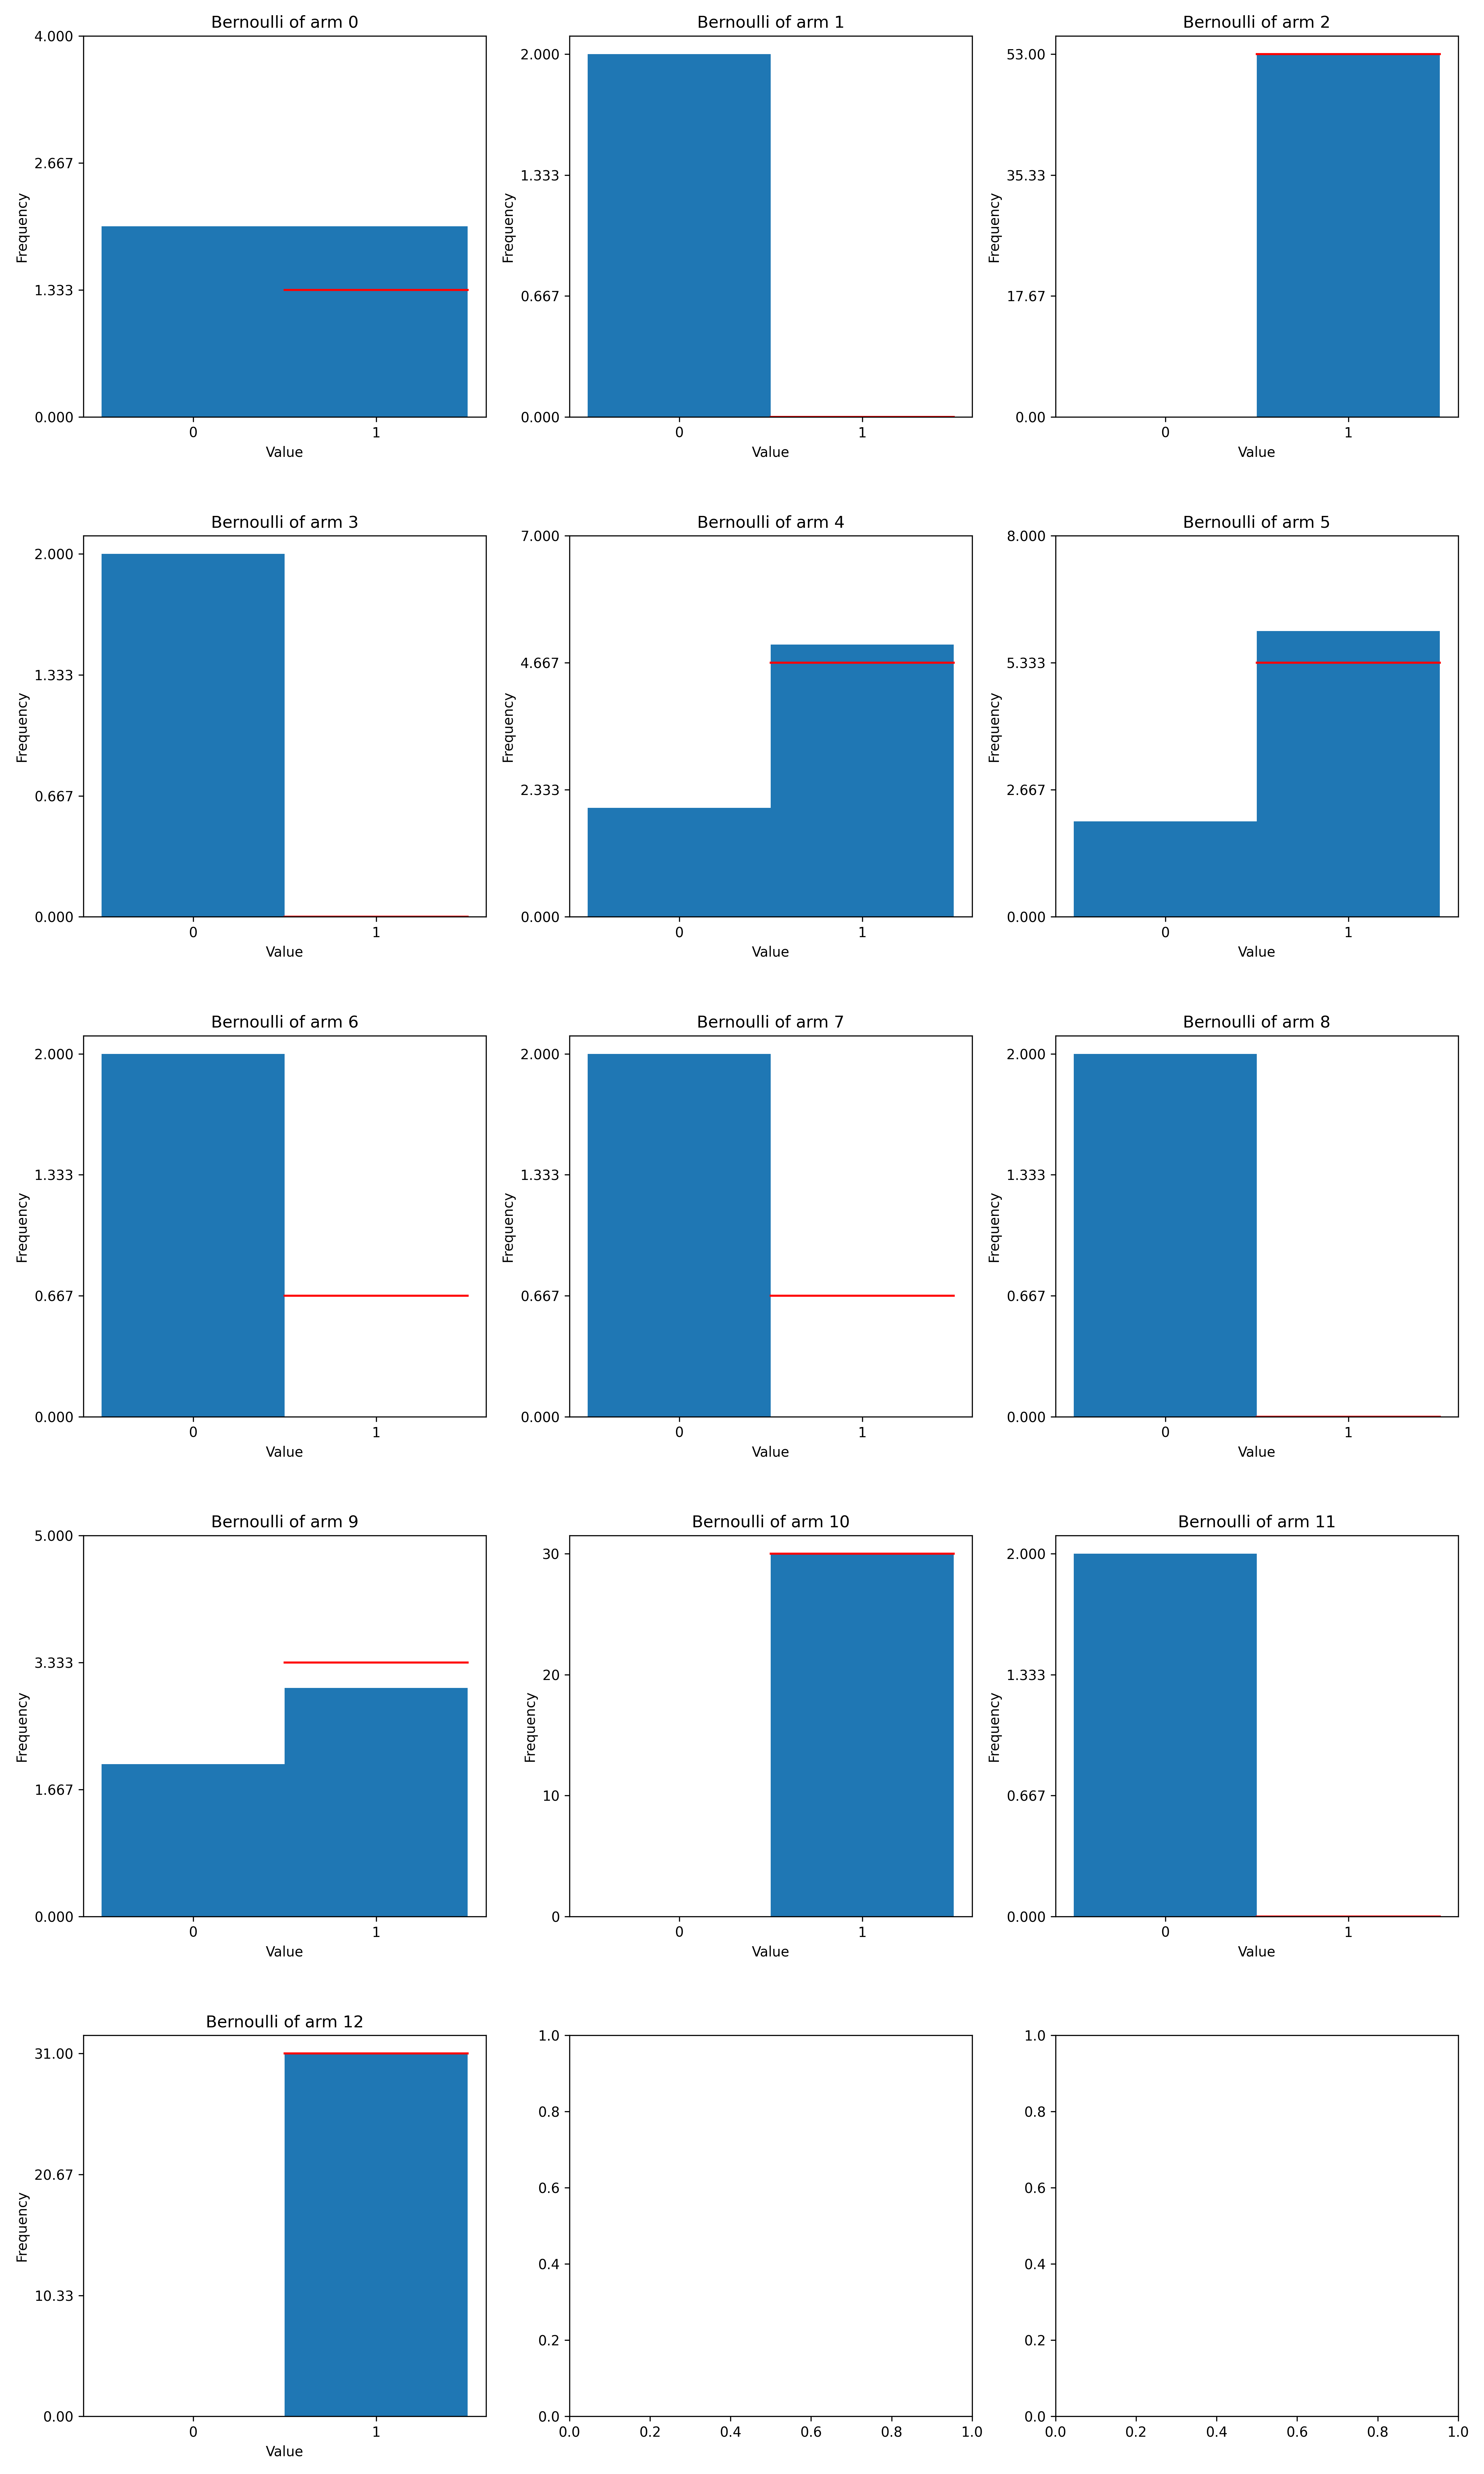 Bernoulli of arm 0
4.000
2.667
1.333
0.000
Frequency
0 1
Value
Bernoulli of arm 1
2.000
1.333
0.667
0.000
Frequency
0 1
Value
Bernoulli of arm 2
53.00
35.33
17.67
0.00
Frequency
0 1
Value
Bernoulli of arm 3
2.000
1.333
0.667
0.000
Frequency
0 1
Value
Bernoulli of arm 4
7.000
4.667
2.333
0.000
Frequency
0 1
Value
Bernoulli of arm 5
8.000
5.333
2.667
0.000
Frequency
0 1
Value
Bernoulli of arm 6
2.000
1.333
0.667
0.000
Frequency
0 1
Value
Bernoulli of arm 7
2.000
1.333
0.667
0.000
Frequency
0 1
Value
Bernoulli of arm 8
2.000
1.333
0.667
0.000
Frequency
0 1
Value
Bernoulli of arm 9
5.000
3.333
1.667
0.000
Frequency
0 1
Value
Bernoulli of arm 10
30
20
10
0
Frequency
0 1
Value
Bernoulli of arm 11
2.000
1.333
0.667
0.000
Frequency
0 1
Value
Bernoulli of arm 12
31.00
20.67
10.33
0.00
Frequency
0 1
Value
1.0
0.8
0.6
0.4
0.2
0.0
0.0 0.2 0.4 0.6 0.8 1.0
1.0
0.8
0.6
0.4
0.2
0.0
0.0 0.2 0.4 0.6 0.8 1.0